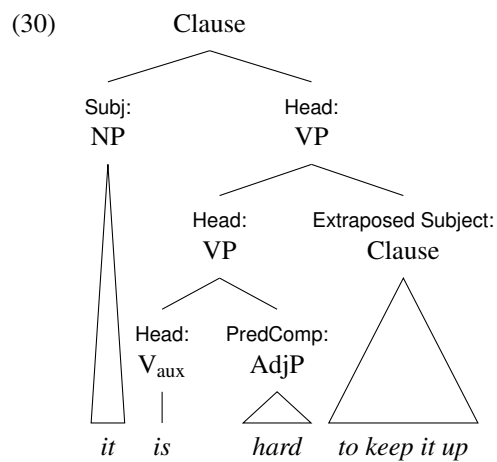 (30) Clause
Subj: Head:
NP VP
Head: Extraposed Subject:
VP Clause
Head: PredComp:
Vaux AdjP
it is hard to keep it up